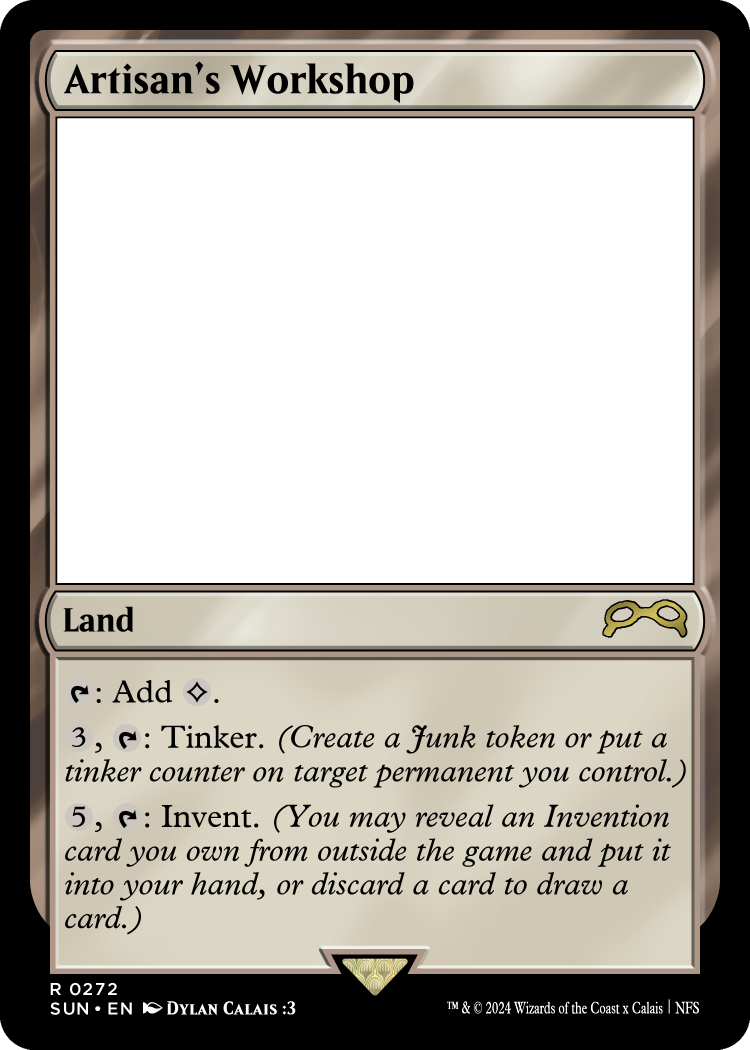 Artisan's Workshop
Land
: Add .
3, : Tinker. (Create a Junk token or put a
tinker counter on target permanent you control.)
5, : Invent. (You may reveal an Invention
card you own from outside the game and put it
into your hand, or discard a card to draw a
card.)
R 0272
SUN • EN DYLAN CALAIS :3
™ & © 2024 Wizards of the Coast x Calais | NFS